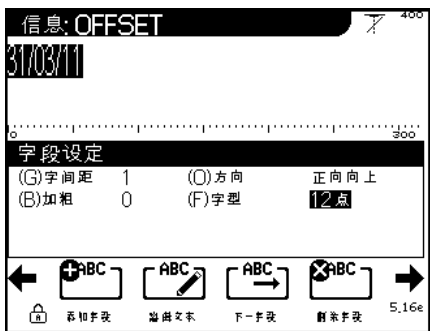 信息: OFFSET
400
31/03/11
0 300
字段设定
(G)字间距 1 (O)方向 正向向上
(B)加粗 0 (F)字型 12点
ABC ABC ABC ABC
添加字段 编辑文本 下一字段 删除字段 5.16e